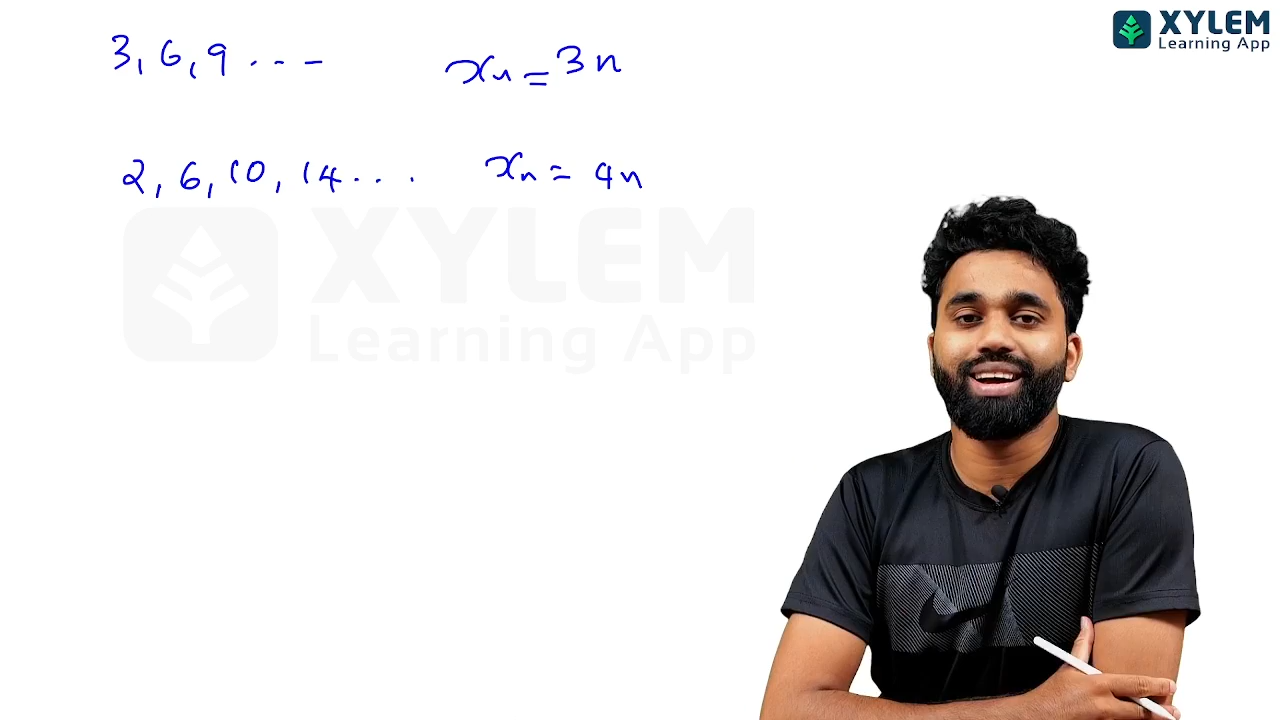 XYLEM
Learning App
3, 6, 9 . . . –   xₙ = 3n
2, 6, 10, 14 . . .   xₙ = 4n
XYLEM
Learning App